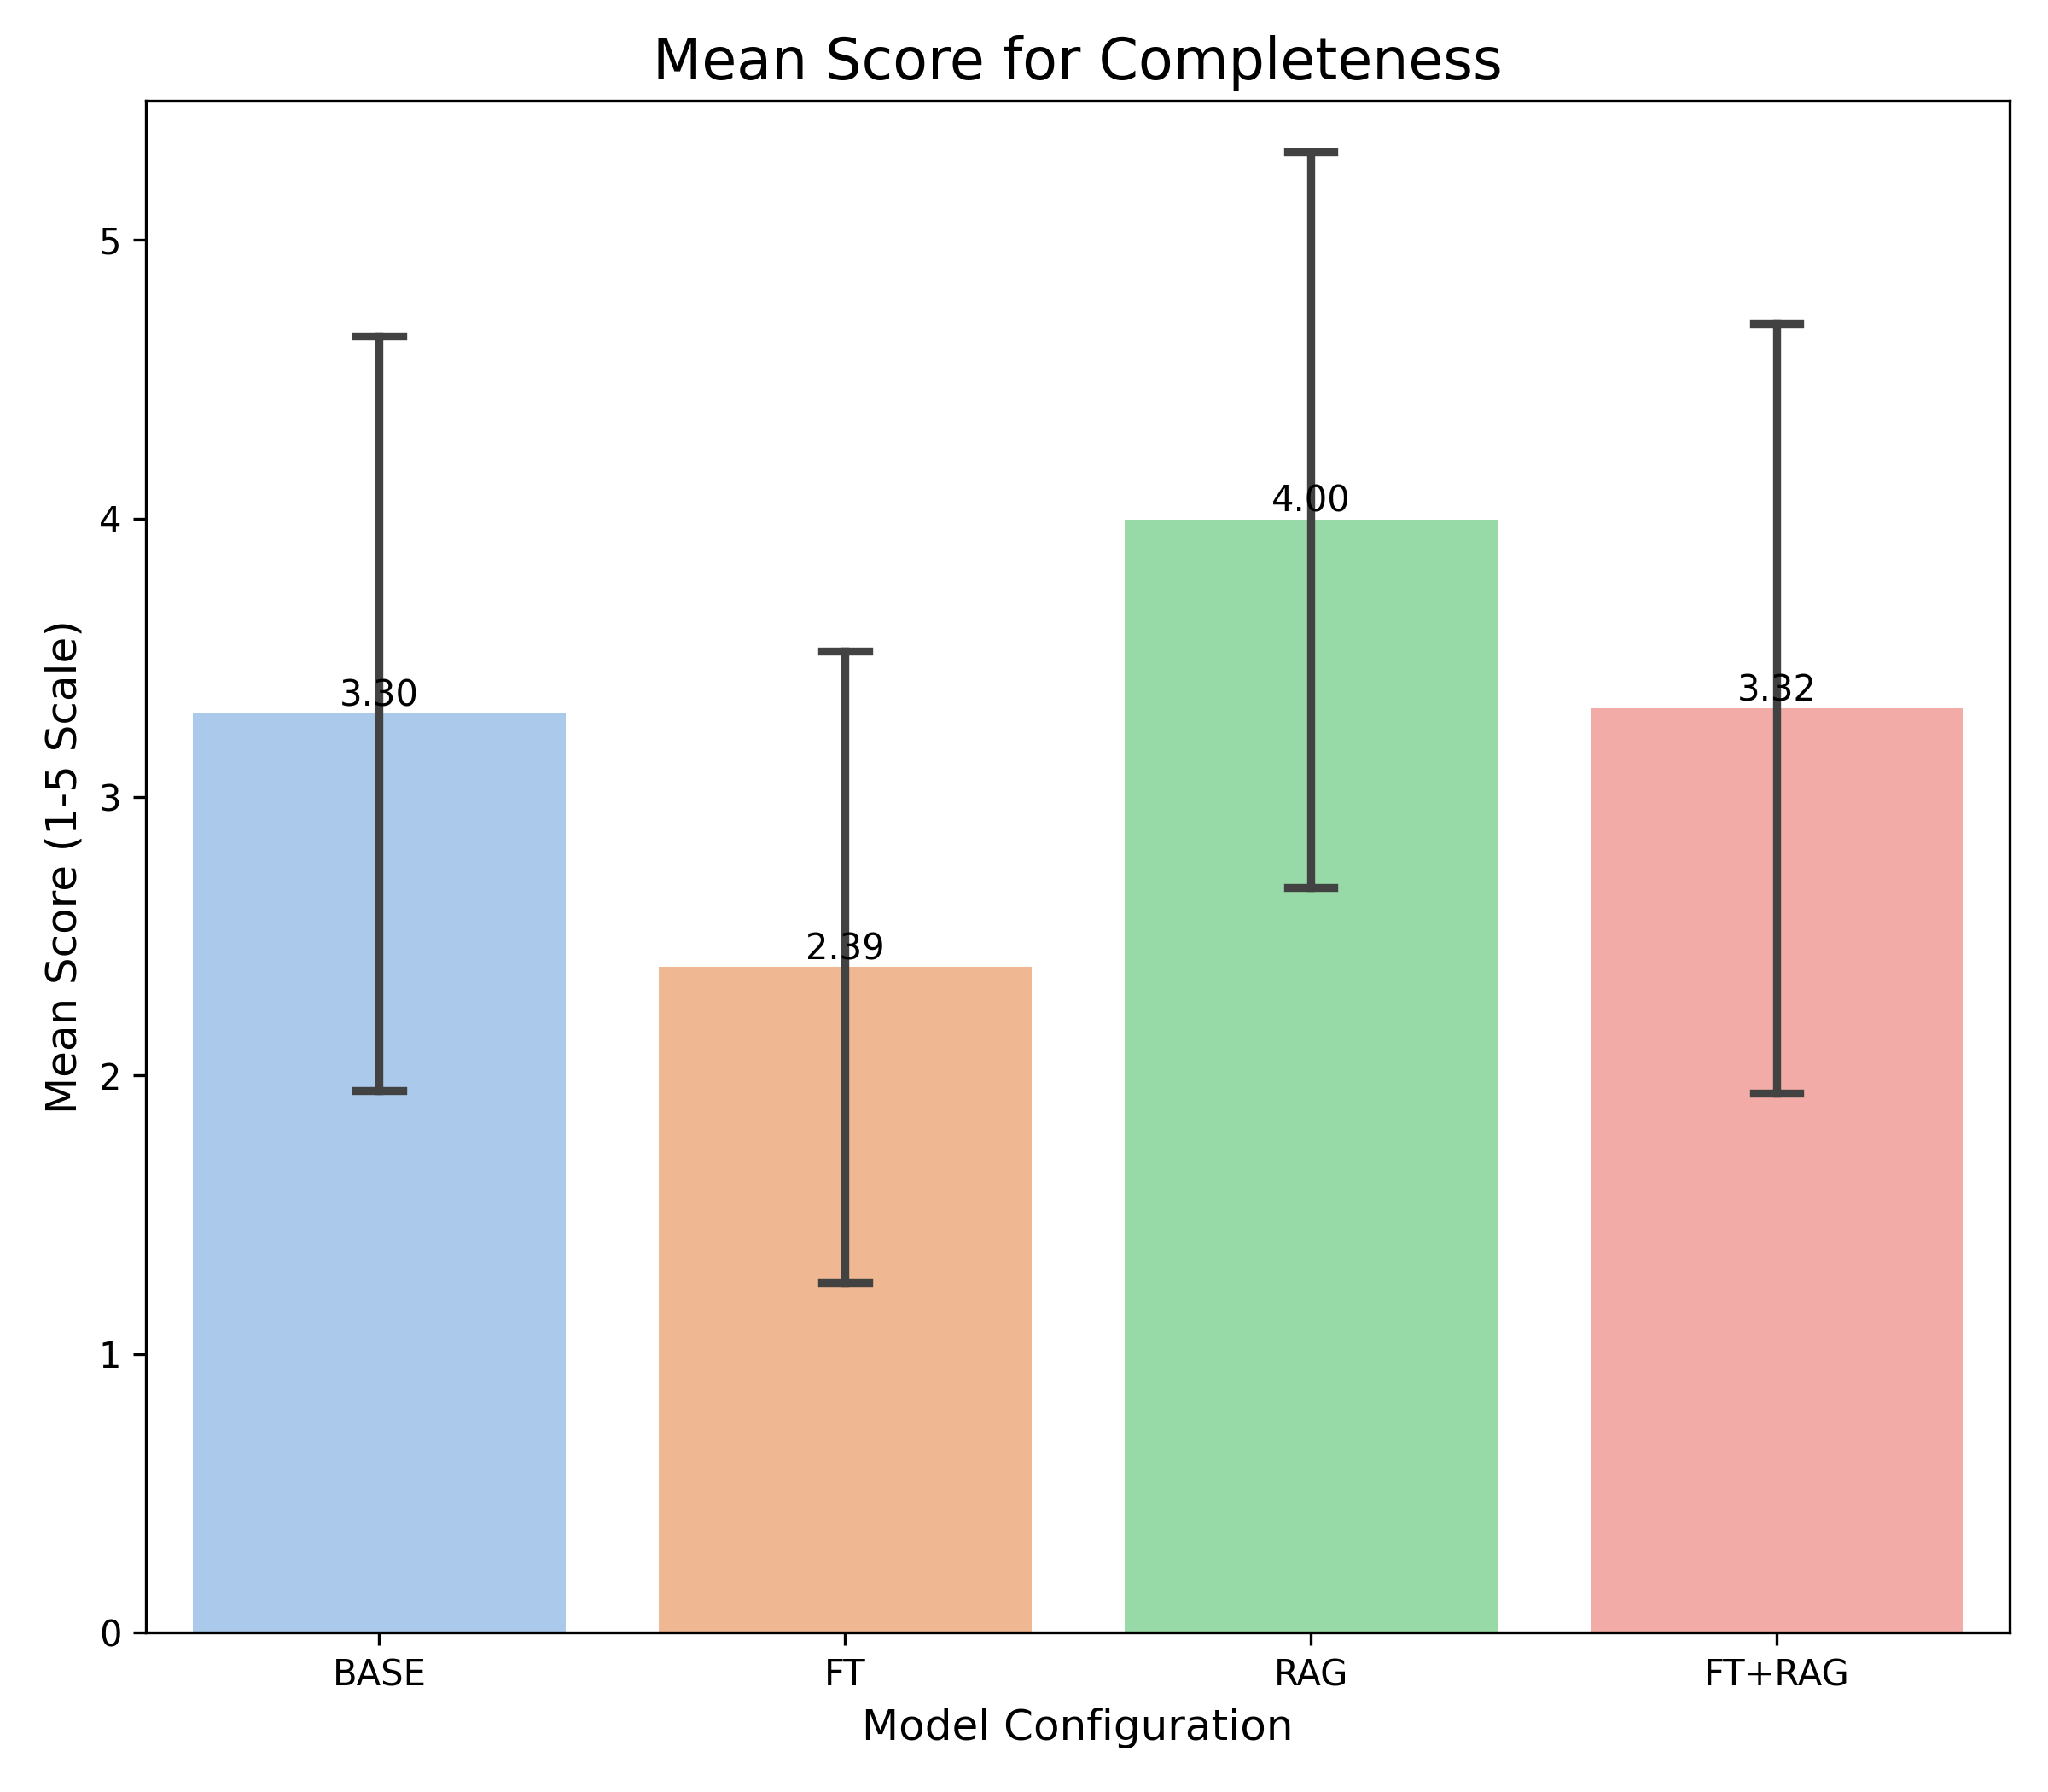 Mean Score for Completeness
Mean Score (1-5 Scale)
5
4
3
2
1
0
3.30
2.39
4.00
3.32
BASE
FT
RAG
FT+RAG
Model Configuration